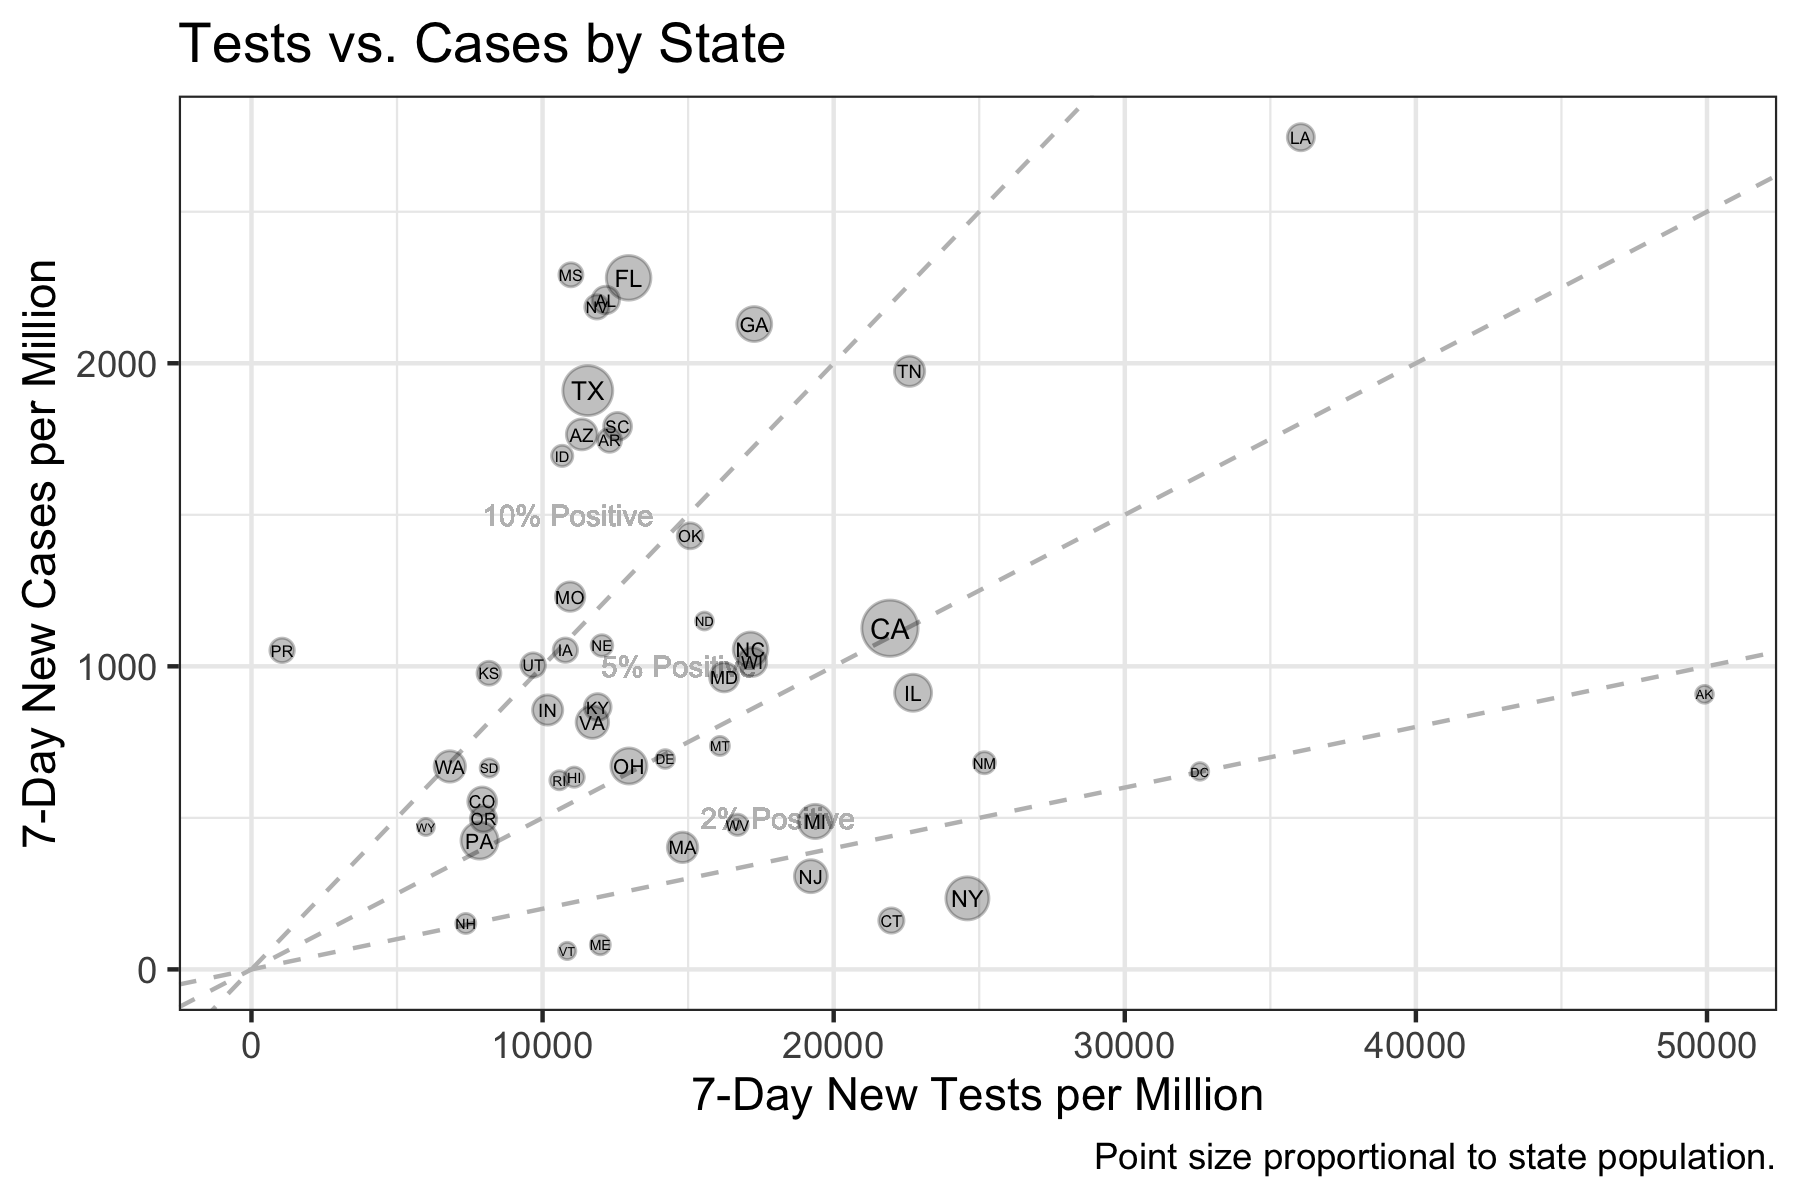 Tests vs. Cases by State
7-Day New Cases per Million
2000
1000
0
LA
MS
FL
AL
NV
GA
TN
TX
SC
AZ
AR
ID
10% Positive
OK
MO
ND
CA
NE
PR
IA
NC
UT
WI
5% Positive
KS
MD
IL
AK
KY
IN
VA
MT
DE
NM
WA
SD
OH
DC
RI
HI
CO
OR
2% Positive
WV
MI
WY
PA
MA
NJ
NY
NH
CT
VT
ME
0
10000
20000
30000
40000
50000
7-Day New Tests per Million
Point size proportional to state population.